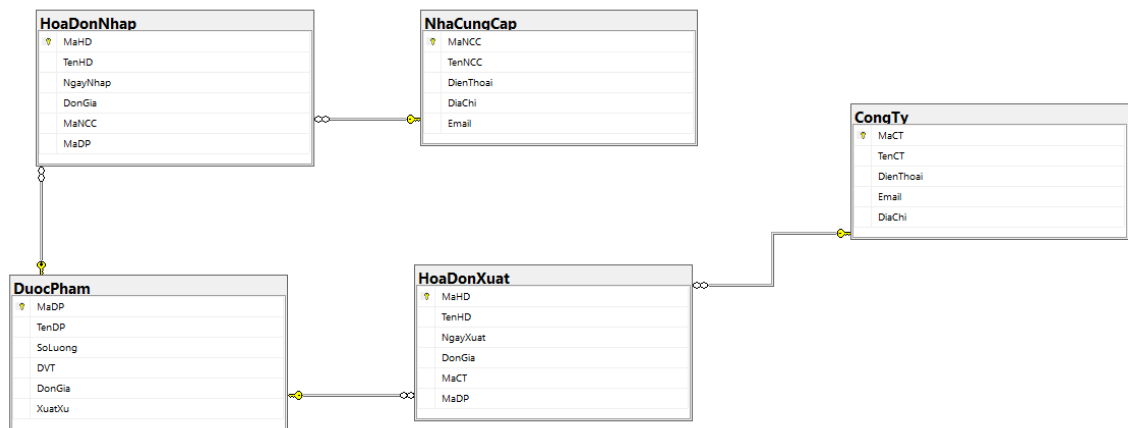 HoaDonNhap
MaHD
TenHD
NgayNhap
DonGia
MaNCC
MaDP
NhaCungCap
MaNCC
TenNCC
DienThoai
DiaChi
Email
CongTy
MaCT
TenCT
DienThoai
Email
DiaChi
DuocPham
MaDP
TenDP
SoLuong
DVT
DonGia
XuatXu
HoaDonXuat
MaHD
TenHD
NgayXuat
DonGia
MaCT
MaDP